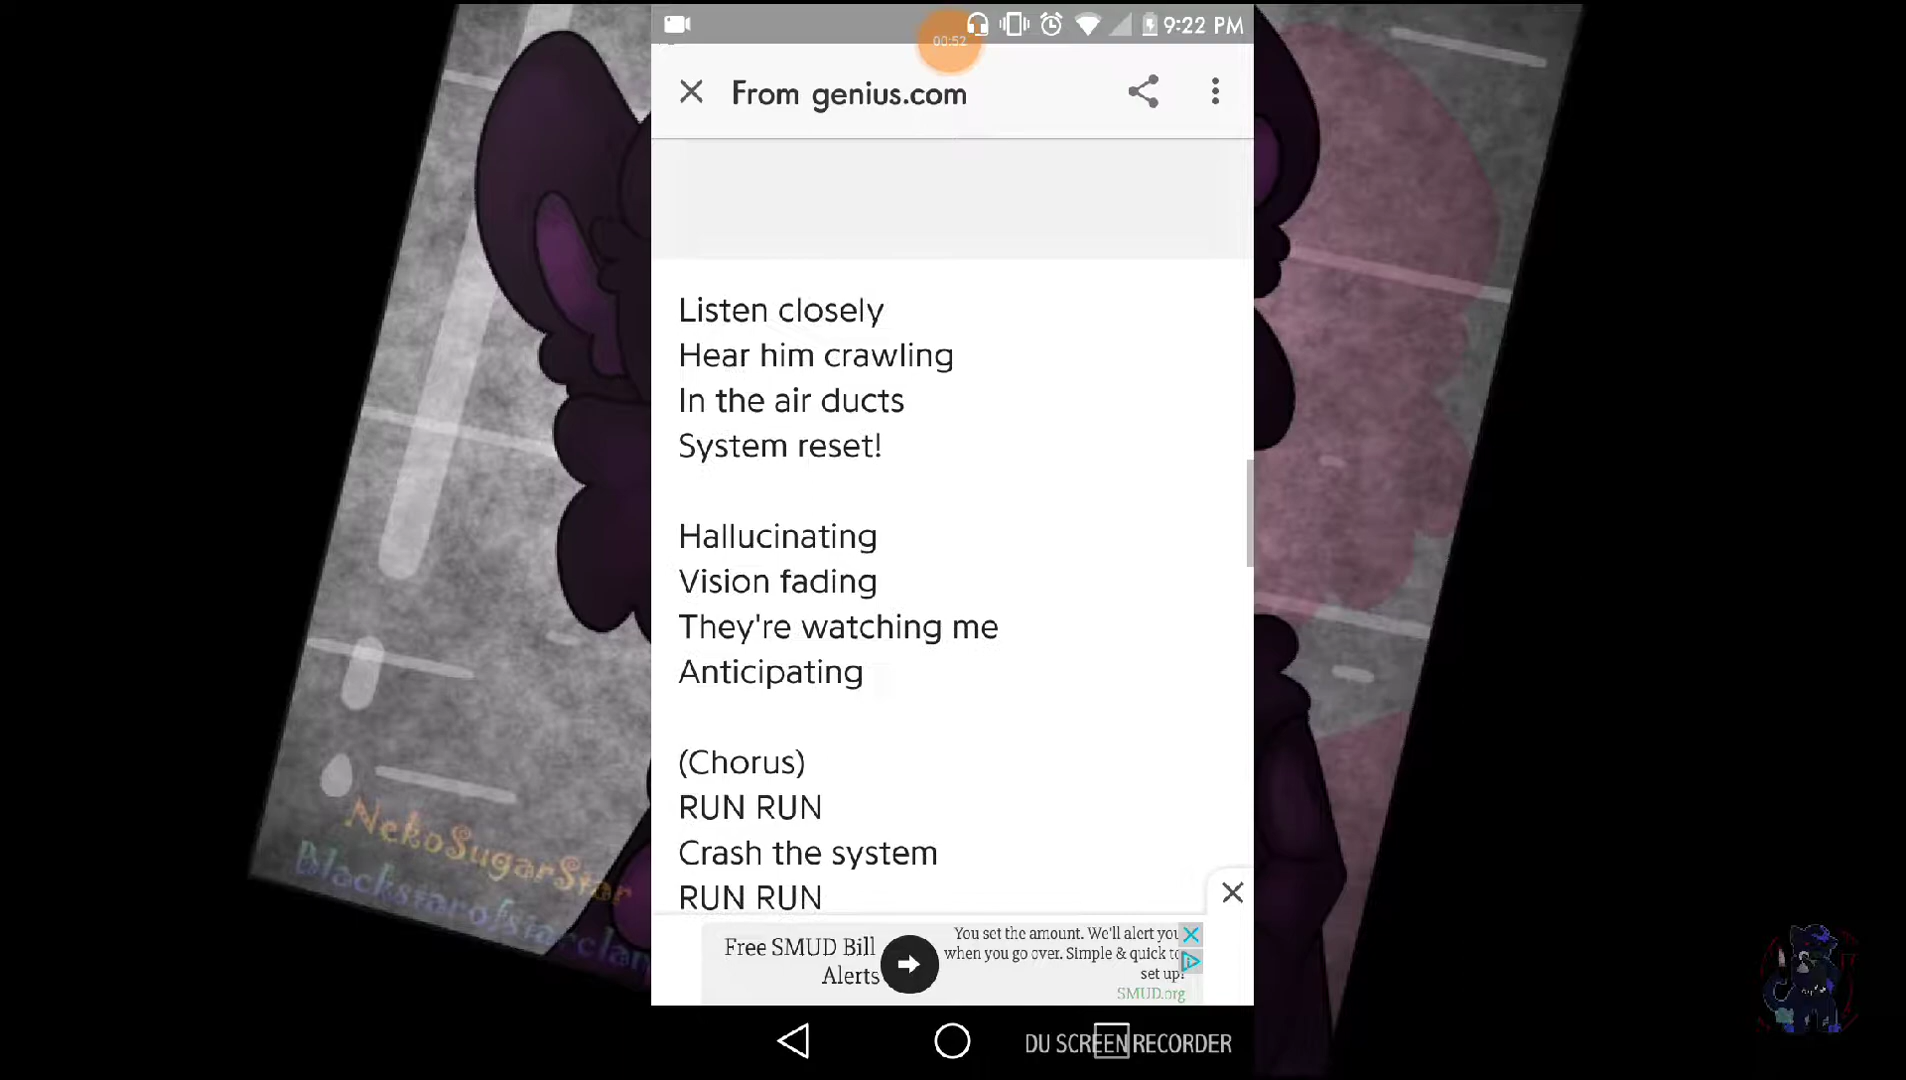 00:52
9:22 PM
From genius.com
Listen closely
Hear him crawling
In the air ducts
System reset!
Hallucinating
Vision fading
They're watching me
Anticipating
(Chorus)
RUN RUN
Crash the system
RUN RUN
Free SMUD Bill
Alerts
You set the amount. We'll alert you
when you go over. Simple & quick to
set up!
SMUD.org
NekoSugarStar
Blackstarofstarclan
DU SCREEN RECORDER